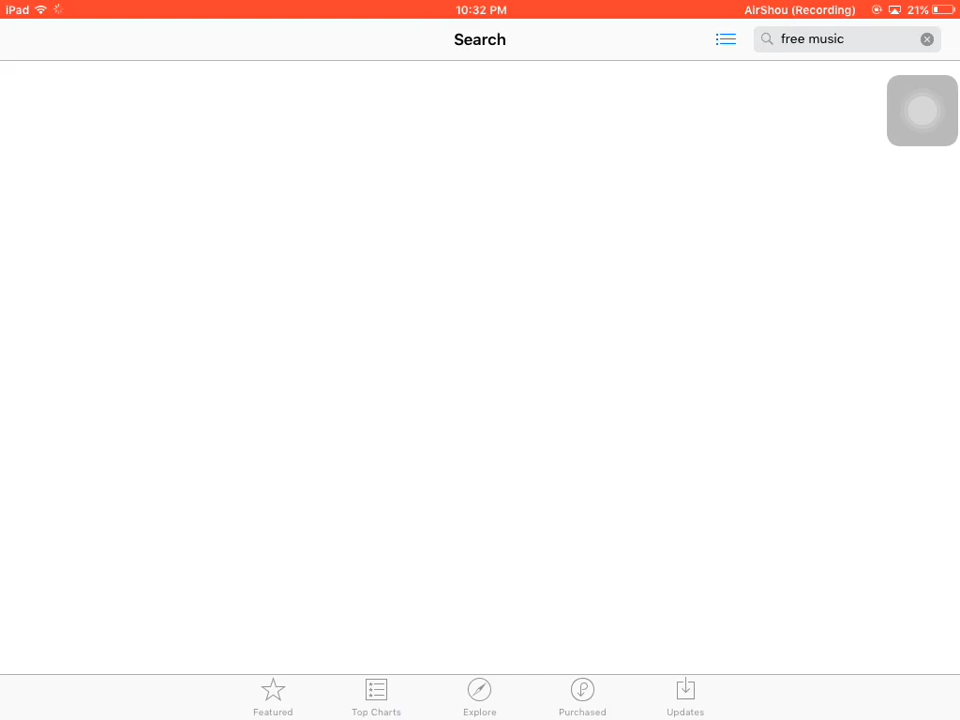 iPad 10:32 PM AirShou (Recording) 21%
Search free music
Featured Top Charts Explore Purchased Updates